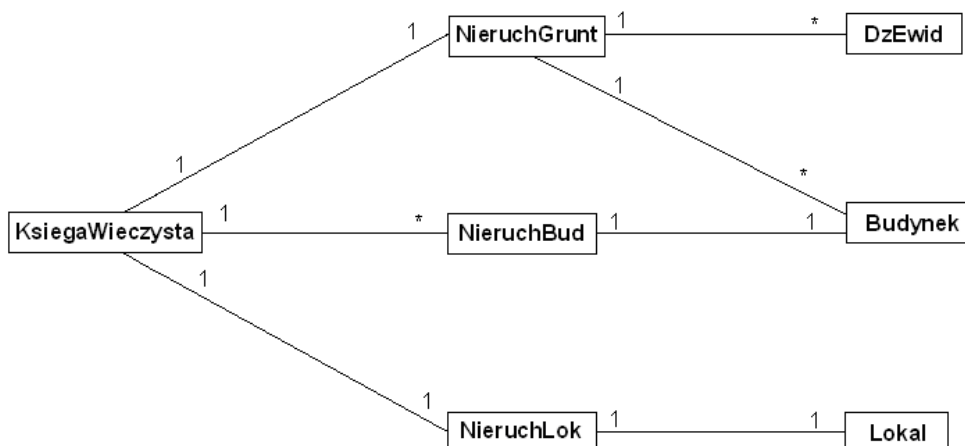 1 NieruchGrunt 1 * DzEwid
1
1 *
KsiegaWieczysta 1 * NieruchBud 1 1 Budynek
1
1 NieruchLok 1 1 Lokal